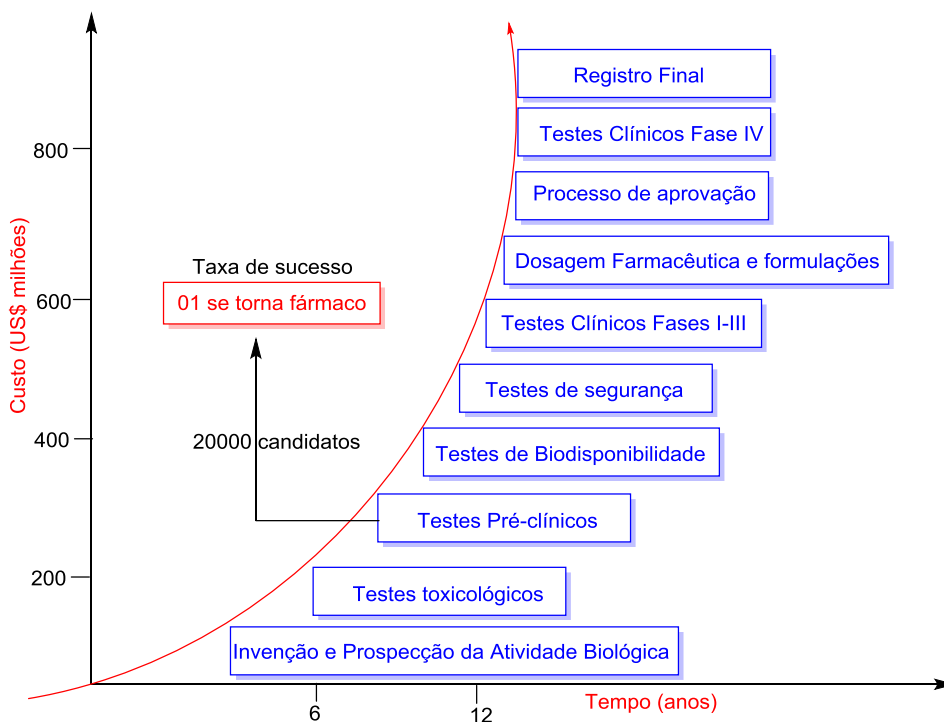 Registro Final
Testes Clínicos Fase IV
800
Processo de aprovação
Dosagem Farmacêutica e formulações
Taxa de sucesso
01 se torna fármaco
600
Testes Clínicos Fases I-III
Custo (US$ milhões)
Testes de segurança
400
20000 candidatos
Testes de Biodisponibilidade
Testes Pré-clínicos
200
Testes toxicológicos
Invenção e Prospecção da Atividade Biológica
6
12
Tempo (anos)